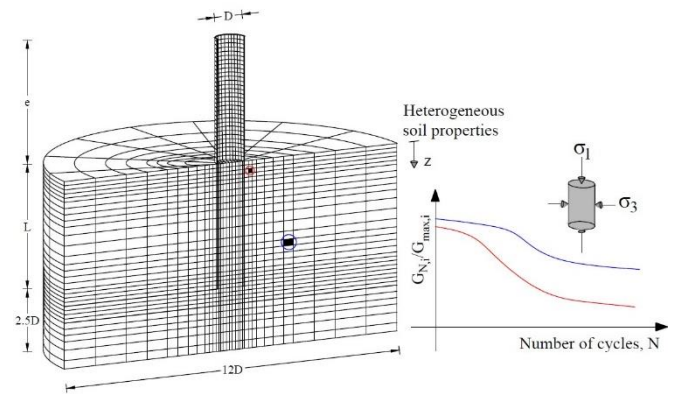 D
e
Heterogeneous
soil properties
z
L
2.5D
12D
σ1
σ3
GN,i/Gmax,i
Number of cycles, N